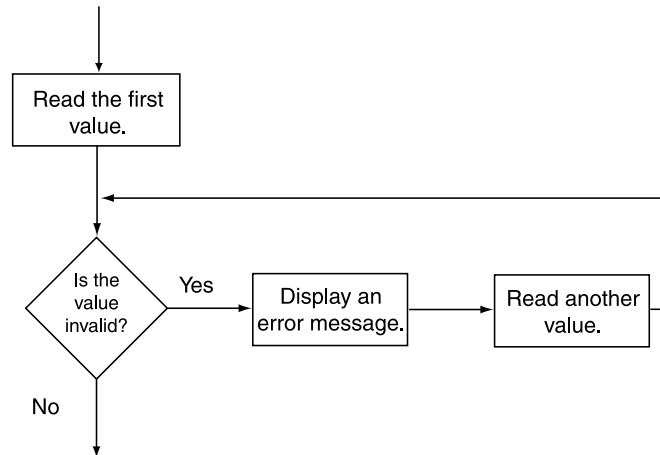 Read the first
value.
Is the
value
invalid?
Yes
Display an
error message.
Read another
value.
No